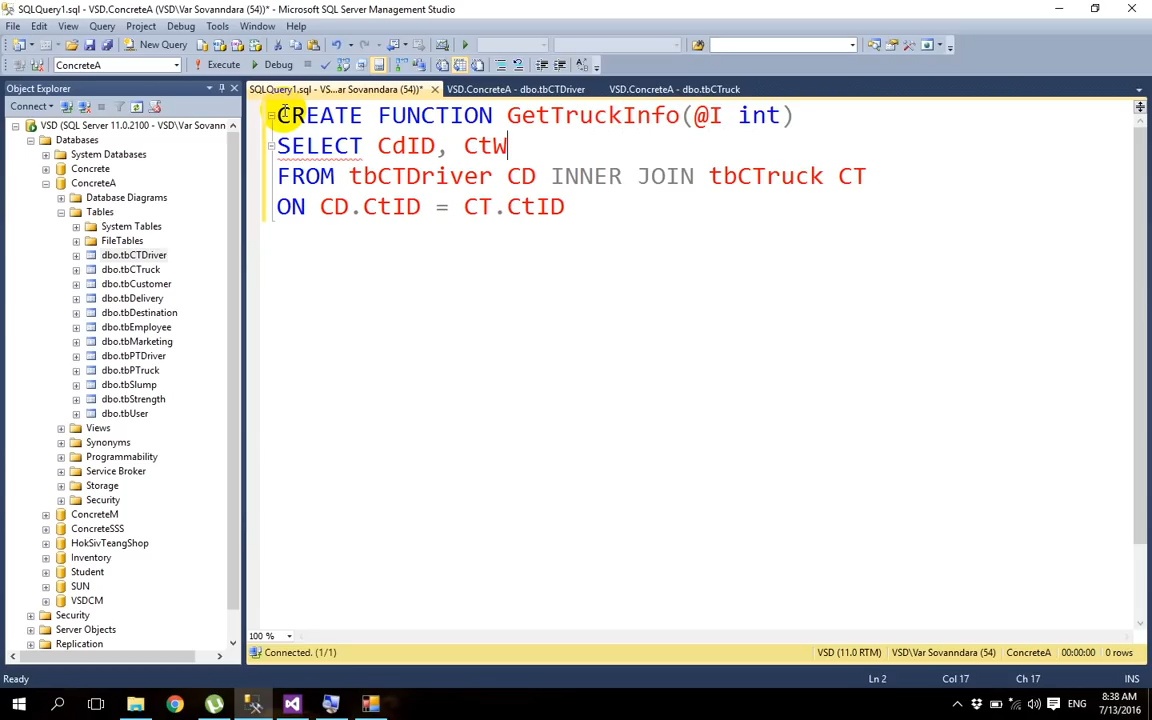 SQLQuery1.sql - VSD.ConcreteA (VSD\Var Sovanndara (54))* - Microsoft SQL Server Management Studio
File Edit View Query Project Debug Tools Window Help
New Query
ConcreteA Execute Debug
Object Explorer
SQLQuery1.sql - VS...ar Sovanndara (54))* VSD.ConcreteA - dbo.tbCTDriver VSD.ConcreteA - dbo.tbCTruck
Connect
VSD (SQL Server 11.0.2100 - VSD\Var Sovann
Databases
System Databases
Concrete
ConcreteA
Database Diagrams
Tables
System Tables
FileTables
dbo.tbCTDriver
dbo.tbCTruck
dbo.tbCustomer
dbo.tbDelivery
dbo.tbDestination
dbo.tbEmployee
dbo.tbMarketing
dbo.tbPTDriver
dbo.tbPTruck
dbo.tbSlump
dbo.tbStrength
dbo.tbUser
Views
Synonyms
Programmability
Service Broker
Storage
Security
ConcreteM
ConcreteSSS
HokSivTeangShop
Inventory
Student
SUN
VSDCM
Security
Server Objects
Replication
CREATE FUNCTION GetTruckInfo(@I int)
SELECT CdID, CtW
FROM tbCTDriver CD INNER JOIN tbCTruck CT
ON CD.CtID = CT.CtID
100 %
Connected. (1/1) VSD (11.0 RTM) VSD\Var Sovanndara (54) ConcreteA 00:00:00 0 rows
Ready Ln 2 Col 17 Ch 17 INS
ENG
8:38 AM
7/13/2016